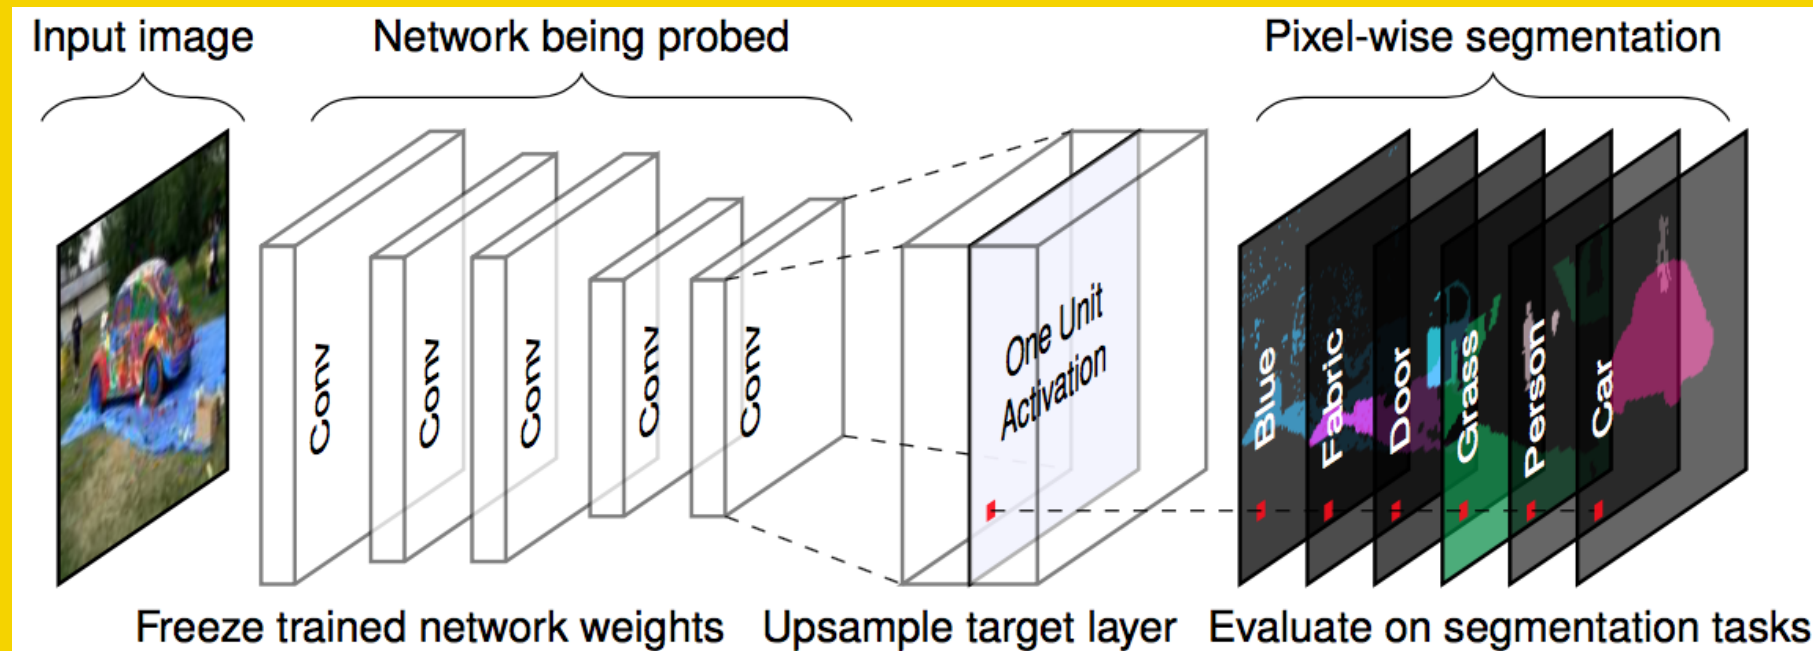 Input image
Network being probed
Pixel-wise segmentation
Conv
Conv
Conv
Conv
Conv
One Unit
Activation
Blue
Fabric
Door
Grass
Person
Car
Freeze trained network weights
Upsample target layer
Evaluate on segmentation tasks